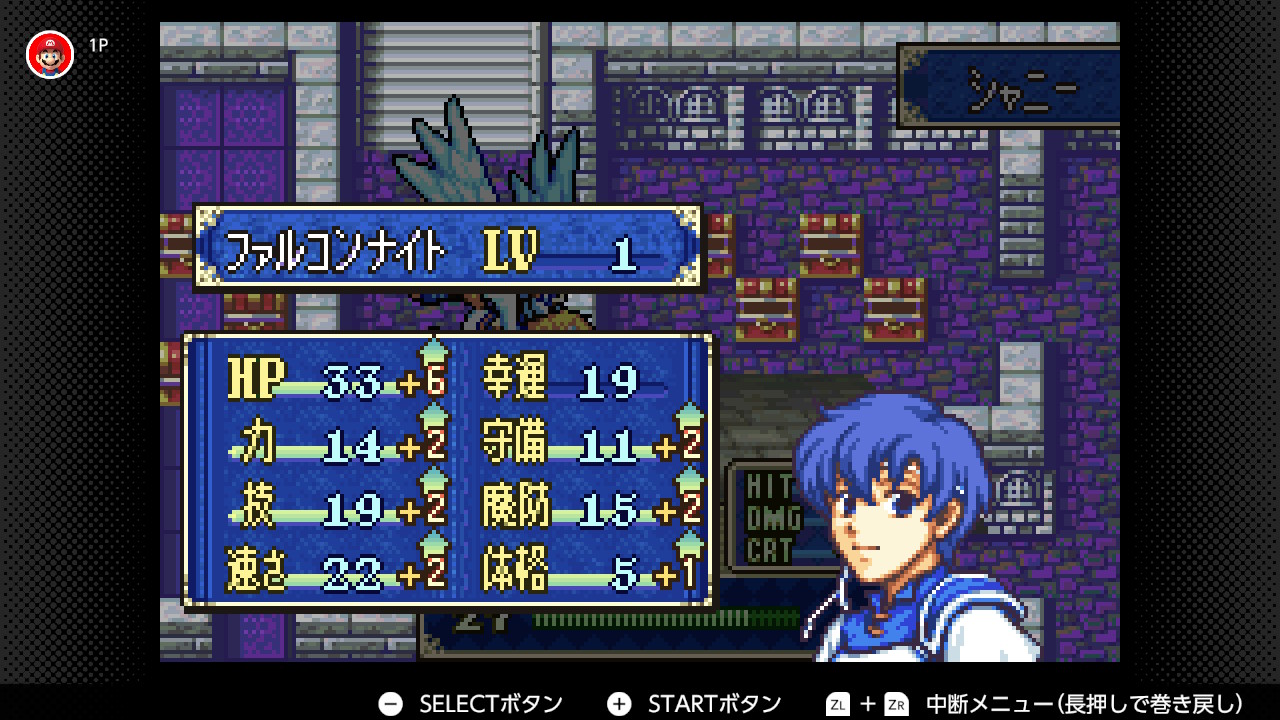 1P
シャニー
ファルコンナイト LV 1
HP 33 +6 幸運 19
力 14 +2 守備 11 +2
技 19 +2 魔防 15 +2
速さ 22 +2 体格 5 +1
HIT
DMG
CRT
27
SELECTボタン STARTボタン ZL + ZR 中断メニュー(長押しで巻き戻し)